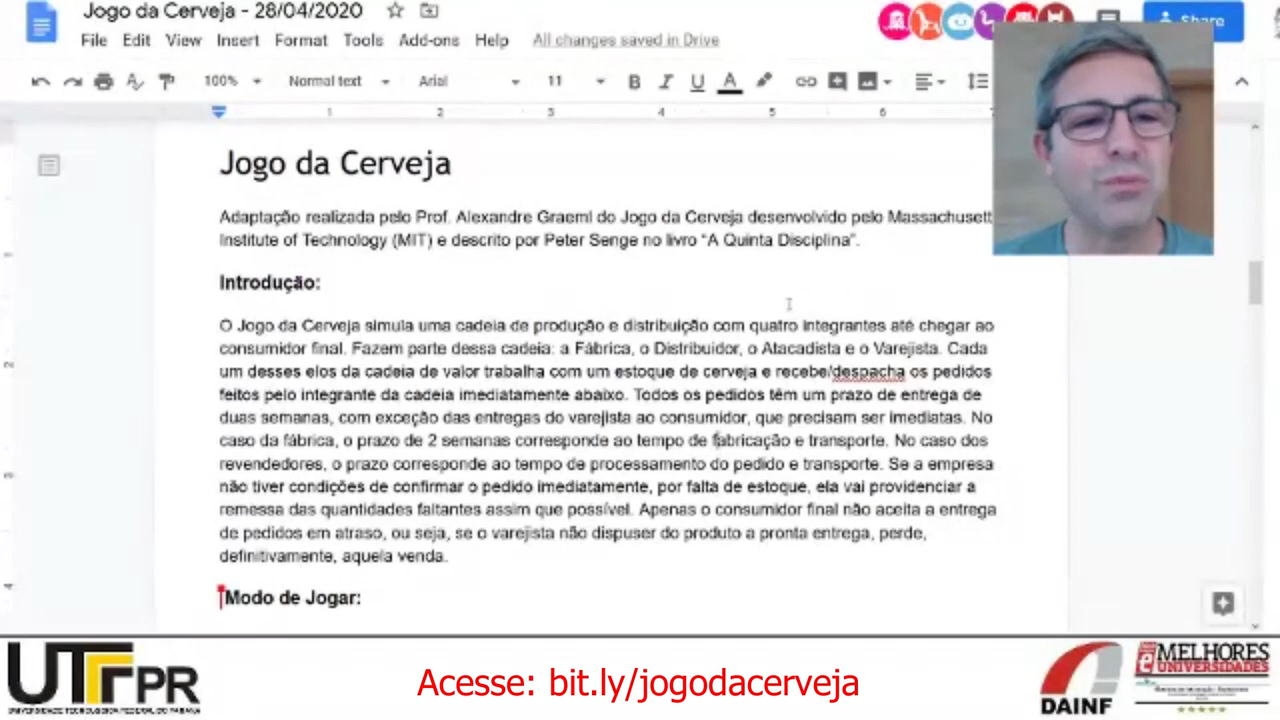 Jogo da Cerveja - 28/04/2020
Share
File Edit View Insert Format Tools Add-ons Help All changes saved in Drive
100% Normal text Arial 11 B I U A
1 2 3 4 5 6
Jogo da Cerveja
Adaptação realizada pelo Prof. Alexandre Graeml do Jogo da Cerveja desenvolvido pelo Massachusett
Institute of Technology (MIT) e descrito por Peter Senge no livro “A Quinta Disciplina”.
Introdução:
O Jogo da Cerveja simula uma cadeia de produção e distribuição com quatro integrantes até chegar ao
consumidor final. Fazem parte dessa cadeia: a Fábrica, o Distribuidor, o Atacadista e o Varejista. Cada
um desses elos da cadeia de valor trabalha com um estoque de cerveja e recebe/despacha os pedidos
feitos pelo integrante da cadeia imediatamente abaixo. Todos os pedidos têm um prazo de entrega de
duas semanas, com exceção das entregas do varejista ao consumidor, que precisam ser imediatas. No
caso da fábrica, o prazo de 2 semanas corresponde ao tempo de fabricação e transporte. No caso dos
revendedores, o prazo corresponde ao tempo de processamento do pedido e transporte. Se a empresa
não tiver condições de confirmar o pedido imediatamente, por falta de estoque, ela vai providenciar a
remessa das quantidades faltantes assim que possível. Apenas o consumidor final não aceita a entrega
de pedidos em atraso, ou seja, se o varejista não dispuser do produto a pronta entrega, perde,
definitivamente, aquela venda.
Modo de Jogar:
UTFPR
UNIVERSIDADE TECNOLÓGICA FEDERAL DO PARANÁ
Acesse: bit.ly/jogodacerveja
DAINF
MELHORES
UNIVERSIDADES